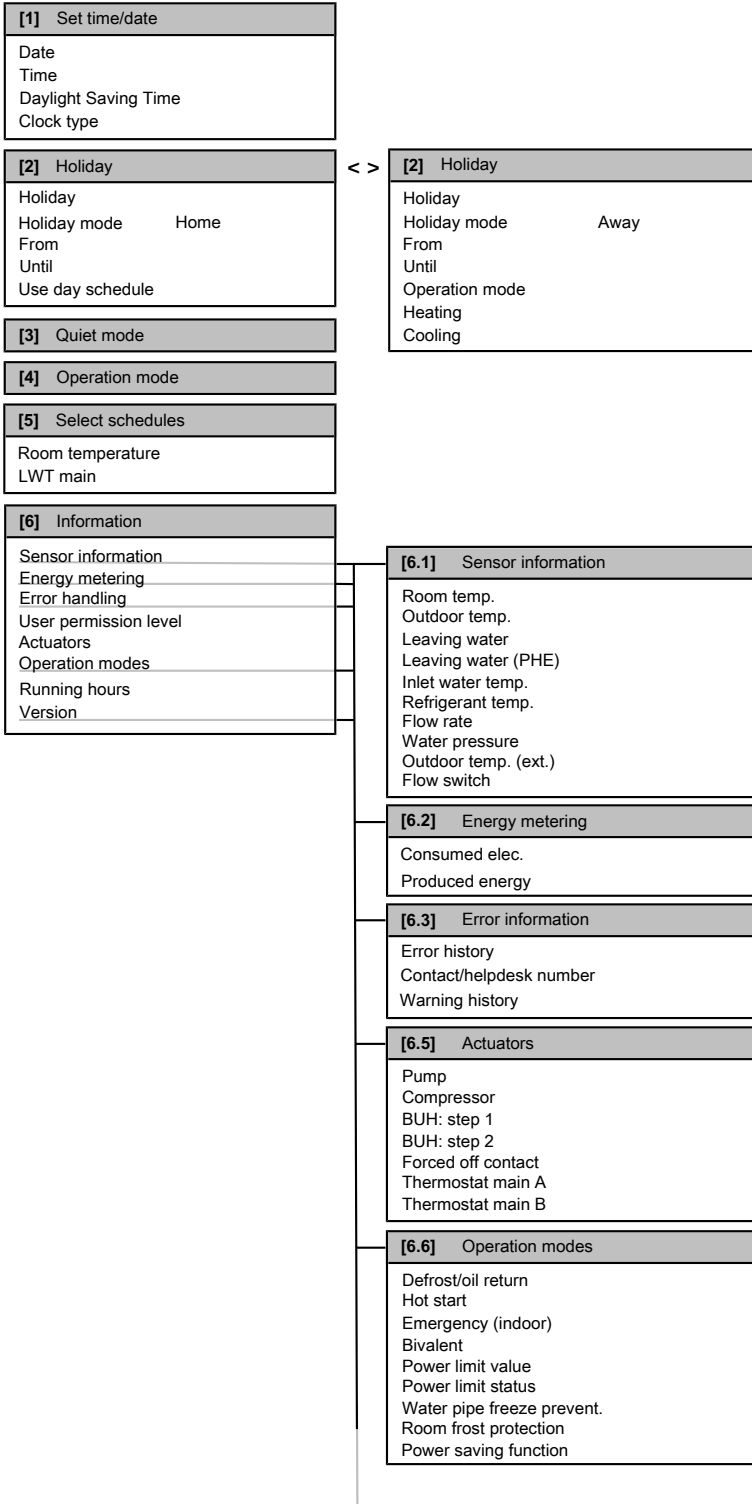 [1] Set time/date
Date
Time
Daylight Saving Time
Clock type
[2] Holiday
Holiday
Holiday mode Home
From
Until
Use day schedule
< >
[2] Holiday
Holiday
Holiday mode Away
From
Until
Operation mode
Heating
Cooling
[3] Quiet mode
[4] Operation mode
[5] Select schedules
Room temperature
LWT main
[6] Information
Sensor information
Energy metering
Error handling
User permission level
Actuators
Operation modes
Running hours
Version
[6.1] Sensor information
Room temp.
Outdoor temp.
Leaving water
Leaving water (PHE)
Inlet water temp.
Refrigerant temp.
Flow rate
Water pressure
Outdoor temp. (ext.)
Flow switch
[6.2] Energy metering
Consumed elec.
Produced energy
[6.3] Error information
Error history
Contact/helpdesk number
Warning history
[6.5] Actuators
Pump
Compressor
BUH: step 1
BUH: step 2
Forced off contact
Thermostat main A
Thermostat main B
[6.6] Operation modes
Defrost/oil return
Hot start
Emergency (indoor)
Bivalent
Power limit value
Power limit status
Water pipe freeze prevent.
Room frost protection
Power saving function